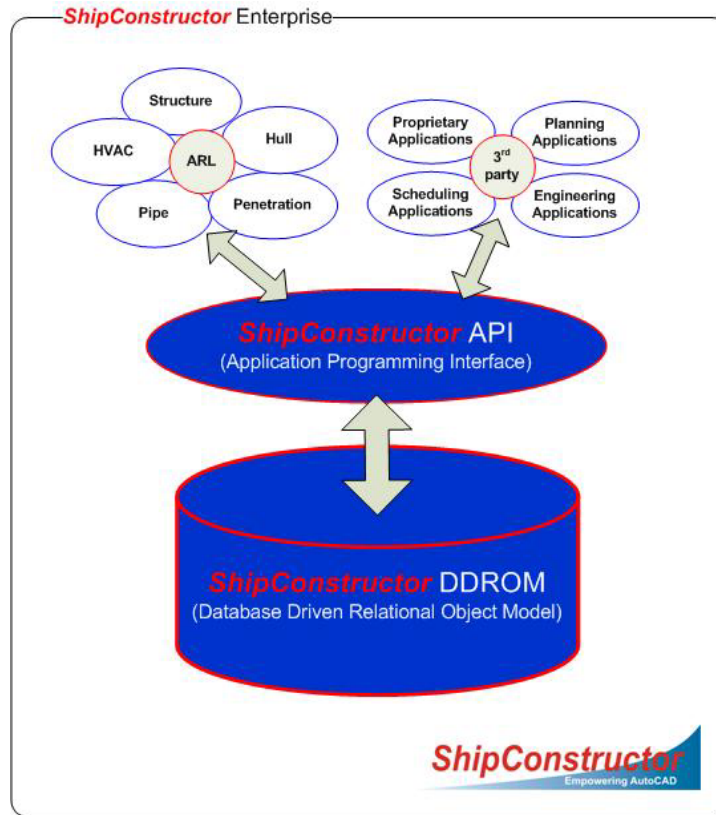 ShipConstructor Enterprise
Structure
HVAC
ARL
Hull
Pipe
Penetration
Proprietary
Applications
Planning
Applications
3rd
party
Scheduling
Applications
Engineering
Applications
ShipConstructor API
(Application Programming Interface)
ShipConstructor DDROM
(Database Driven Relational Object Model)
ShipConstructor
Empowering AutoCAD